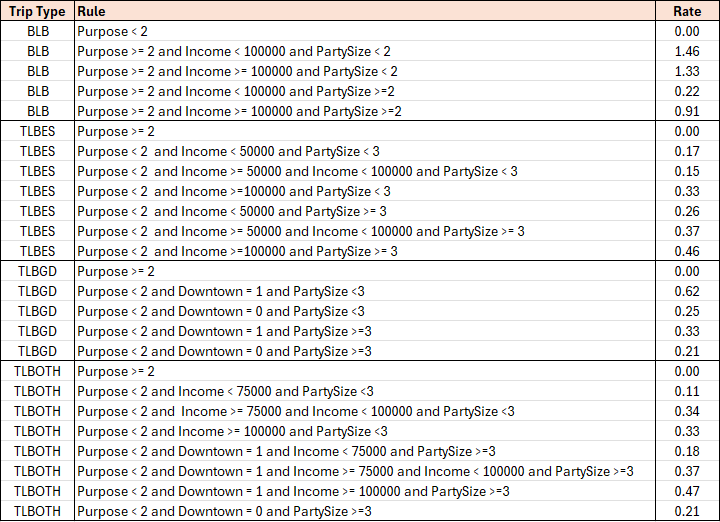 Trip Type Rule Rate
BLB Purpose < 2 0.00
BLB Purpose >= 2 and Income < 100000 and PartySize < 2 1.46
BLB Purpose >= 2 and Income >= 100000 and PartySize < 2 1.33
BLB Purpose >= 2 and Income < 100000 and PartySize >=2 0.22
BLB Purpose >= 2 and Income >= 100000 and PartySize >=2 0.91
TLBES Purpose >= 2 0.00
TLBES Purpose < 2  and Income < 50000 and PartySize < 3 0.17
TLBES Purpose < 2  and Income >= 50000 and Income < 100000 and PartySize < 3 0.15
TLBES Purpose < 2  and Income >=100000 and PartySize < 3 0.33
TLBES Purpose < 2  and Income < 50000 and PartySize >= 3 0.26
TLBES Purpose < 2  and Income >= 50000 and Income < 100000 and PartySize >= 3 0.37
TLBES Purpose < 2  and Income >=100000 and PartySize >= 3 0.46
TLBGD Purpose >= 2 0.00
TLBGD Purpose < 2 and Downtown = 1 and PartySize <3 0.62
TLBGD Purpose < 2 and Downtown = 0 and PartySize <3 0.25
TLBGD Purpose < 2 and Downtown = 1 and PartySize >=3 0.33
TLBGD Purpose < 2 and Downtown = 0 and PartySize >=3 0.21
TLBOTH Purpose >= 2 0.00
TLBOTH Purpose < 2 and Income < 75000 and PartySize <3 0.11
TLBOTH Purpose < 2 and  Income >= 75000 and Income < 100000 and PartySize <3 0.34
TLBOTH Purpose < 2 and Income >= 100000 and PartySize <3 0.33
TLBOTH Purpose < 2 and Downtown = 1 and Income < 75000 and PartySize >=3 0.18
TLBOTH Purpose < 2 and Downtown = 1 and Income >= 75000 and Income < 100000 and PartySize >=3 0.37
TLBOTH Purpose < 2 and Downtown = 1 and Income >= 100000 and PartySize >=3 0.47
TLBOTH Purpose < 2 and Downtown = 0 and PartySize >=3 0.21